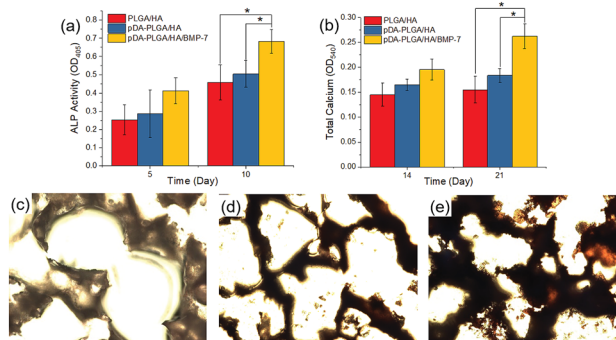 (a)
PLGA/HA
pDA-PLGA/HA
pDA-PLGA/HA/BMP-7
*
*
ALP Activity (OD405)
0.8
0.7
0.6
0.5
0.4
0.3
0.2
0.1
0.0
5
10
Time (Day)
(b)
PLGA/HA
pDA-PLGA/HA
pDA-PLGA/HA/BMP-7
*
*
Total Calcium (OD540)
0.30
0.25
0.20
0.15
0.10
0.05
0.00
14
21
Time (Day)
(c)
(d)
(e)